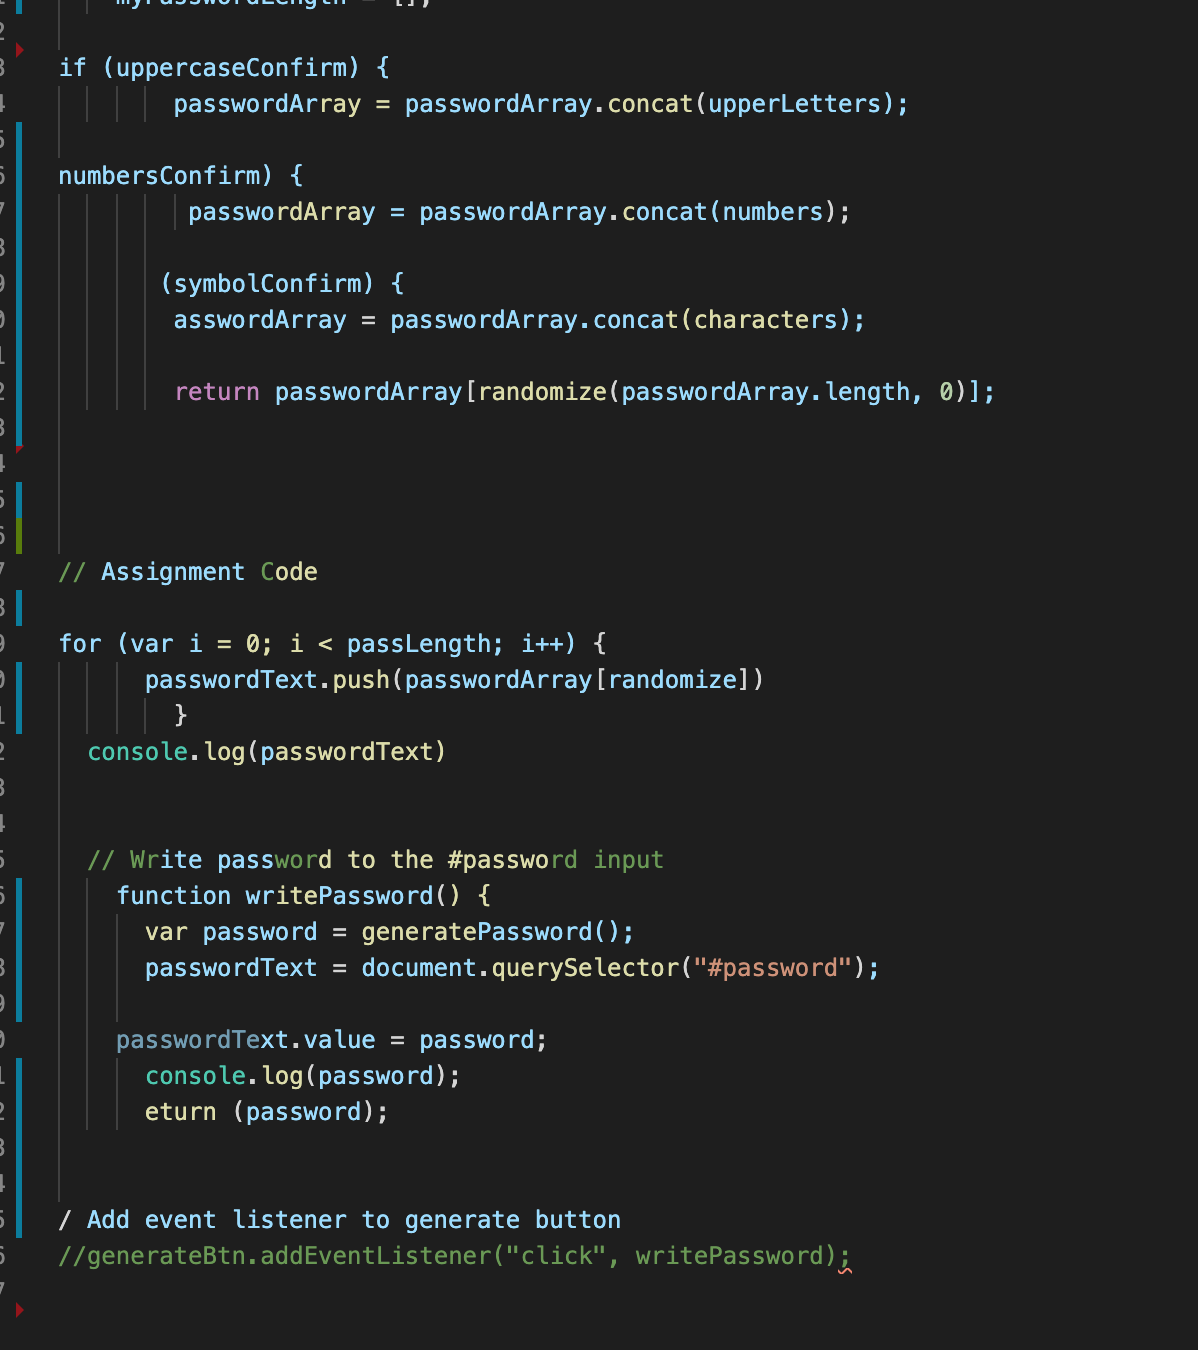 myPasswordLength = [];
if (uppercaseConfirm) {
passwordArray = passwordArray.concat(upperLetters);
numbersConfirm) {
passwordArray = passwordArray.concat(numbers);
(symbolConfirm) {
asswordArray = passwordArray.concat(characters);
return passwordArray[randomize(passwordArray.length, 0)];
// Assignment Code
for (var i = 0; i < passLength; i++) {
passwordText.push(passwordArray[randomize])
}
console.log(passwordText)
// Write password to the #password input
function writePassword() {
var password = generatePassword();
passwordText = document.querySelector("#password");
passwordText.value = password;
console.log(password);
eturn (password);
/ Add event listener to generate button
//generateBtn.addEventListener("click", writePassword);